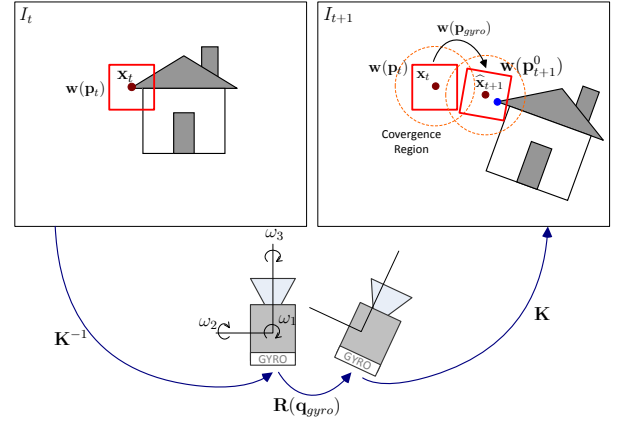 I_t
x_t
w(p_t)
I_{t+1}
w(p_{gyro})
w(p_t)
x_t
w(p^0_{t+1})
x̂_{t+1}
Covergence
Region
ω_3
ω_2
ω_1
GYRO
GYRO
K^{-1}
K
R(q_{gyro})